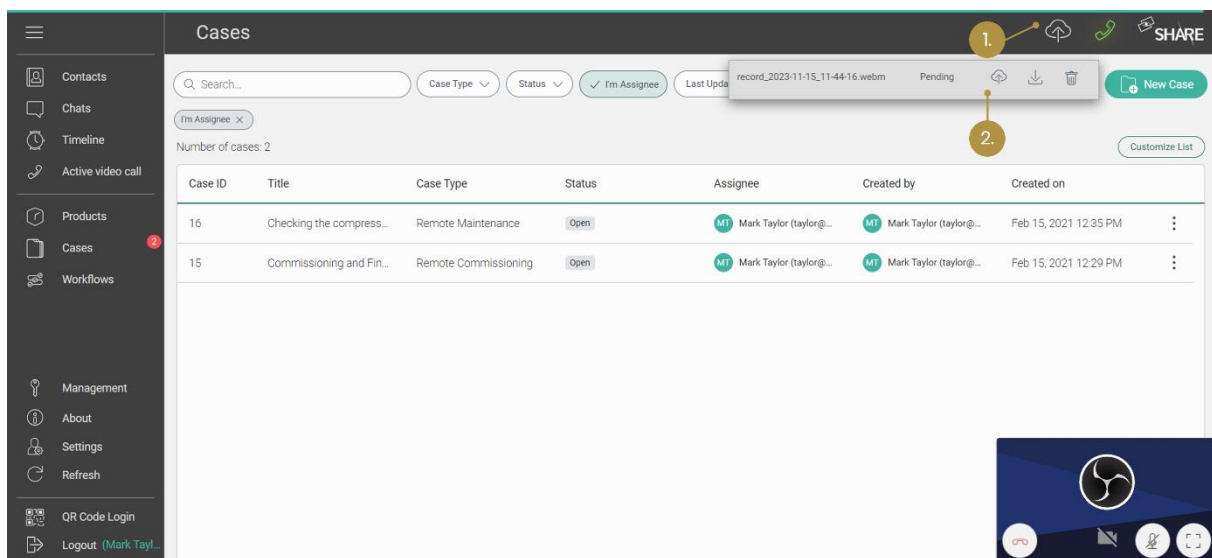 Cases
1.
SHARE
Contacts
Chats
Timeline
Active video call
Products
Cases
2
Workflows
Management
About
Settings
Refresh
QR Code Login
Logout (Mark Tayl...
Search...
Case Type
Status
I'm Assignee
Last Upda
record_2023-11-15_11-44-16.webm Pending
New Case
I'm Assignee
2.
Number of cases: 2
Customize List
Case ID Title Case Type Status Assignee Created by Created on
16 Checking the compress... Remote Maintenance Open MT Mark Taylor (taylor@... MT Mark Taylor (taylor@... Feb 15, 2021 12:35 PM
15 Commissioning and Fin... Remote Commissioning Open MT Mark Taylor (taylor@... MT Mark Taylor (taylor@... Feb 15, 2021 12:29 PM